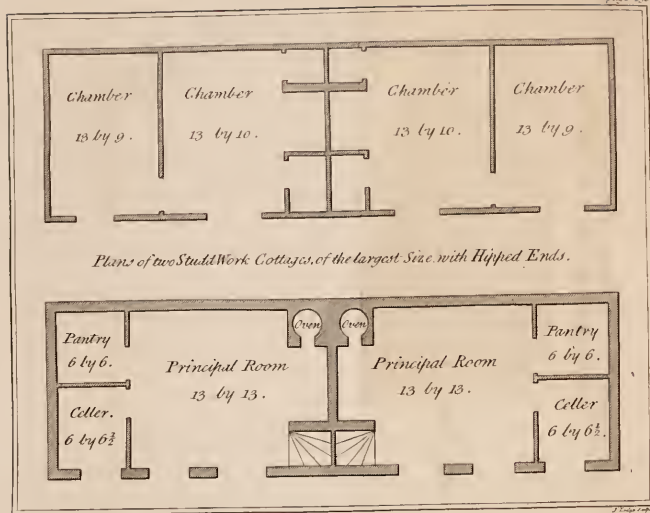 Chamber
13 by 9.
Chamber
13 by 10.
Chamber
13 by 10.
Chamber
13 by 9.
Plans of two Studd Work Cottages, of the largest Size with Hipped Ends.
Pantry
6 by 6.
Celler.
6 by 6½
Principal Room
13 by 13.
Oven
Oven
Principal Room
13 by 13.
Pantry
6 by 6.
Celler
6 by 6½.